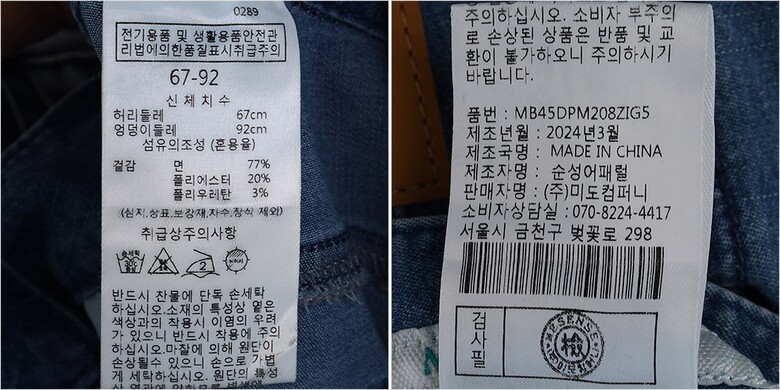 0289
전기용품 및 생활용품안전관
리법에의한품질표시취급주의
67-92
신체치수
허리둘레 67cm
엉덩이둘레 92cm
섬유의조성 (혼용율)
겉감 면 77%
폴리에스터 20%
폴리우레탄 3%
(심지,상표,보강재,자수,장식 제외)
취급상주의사항
반드시 찬물에 단독 손세탁
하십시오.소재의 특성상 옅은
색상과의 착용시 이염의 우려
가 있으니 반드시 착용에 주의
하십시오.마찰에 의해 원단이
손상될수 있으니 손으로 가볍
게 세탁하십시오. 원단의 특성
주의하십시오. 소비자 부주의
로 손상된 상품은 반품 및 교
환이 불가하오니 주의하시기
바랍니다.
품번 : MB45DPM208ZIG5
제조년월 : 2024년3월
제조국명 : MADE IN CHINA
제조자명 : 순성어패럴
판매자명 : (주)미도컴퍼니
소비자상담실 : 070-8224-4417
서울시 금천구 벚꽃로 298
검사필